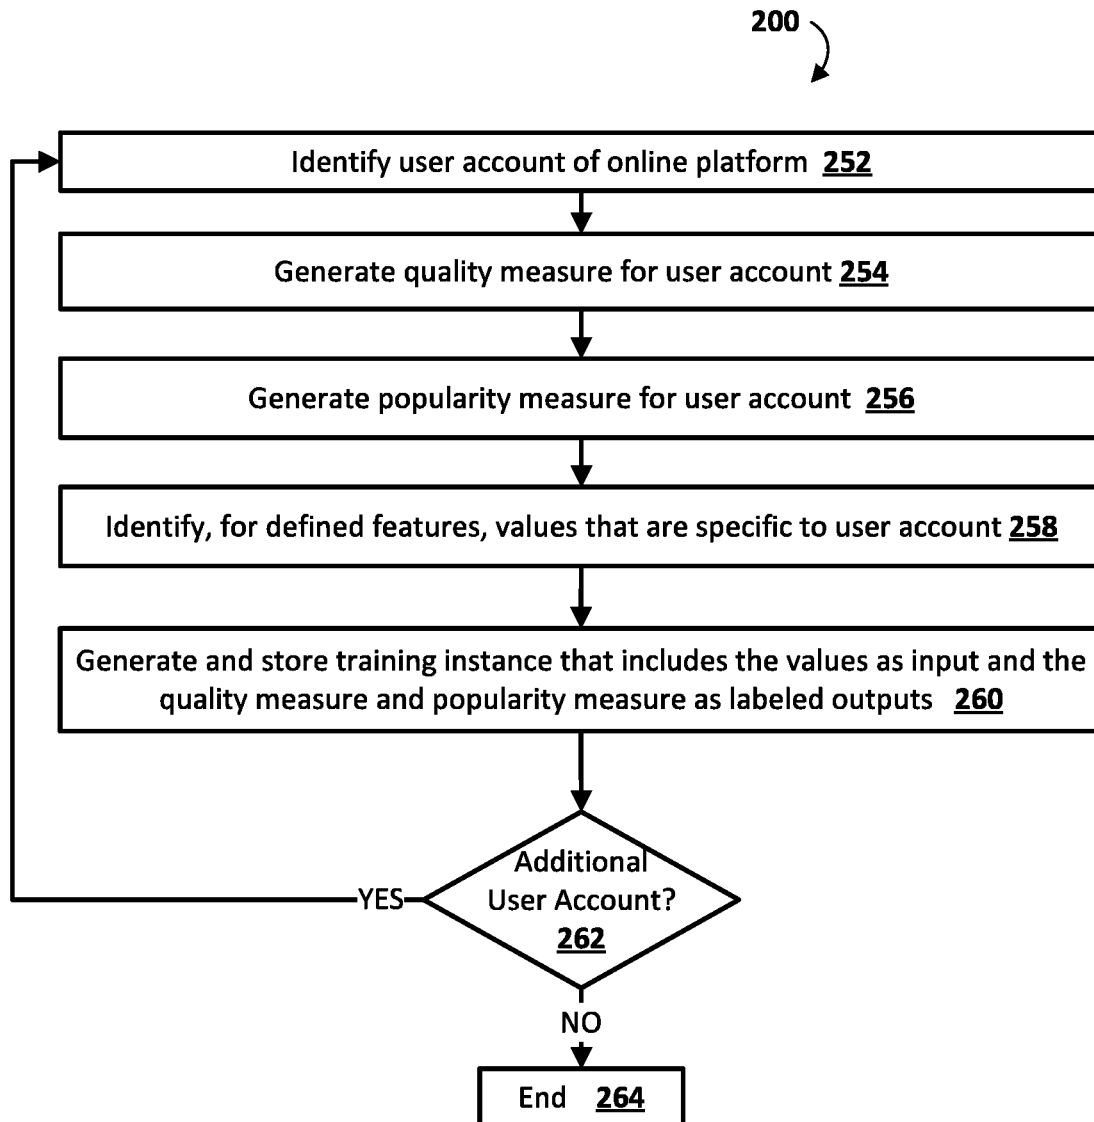 200
Identify user account of online platform 252
Generate quality measure for user account 254
Generate popularity measure for user account 256
Identify, for defined features, values that are specific to user account 258
Generate and store training instance that includes the values as input and the
quality measure and popularity measure as labeled outputs 260
Additional
User Account?
262
YES
NO
End 264